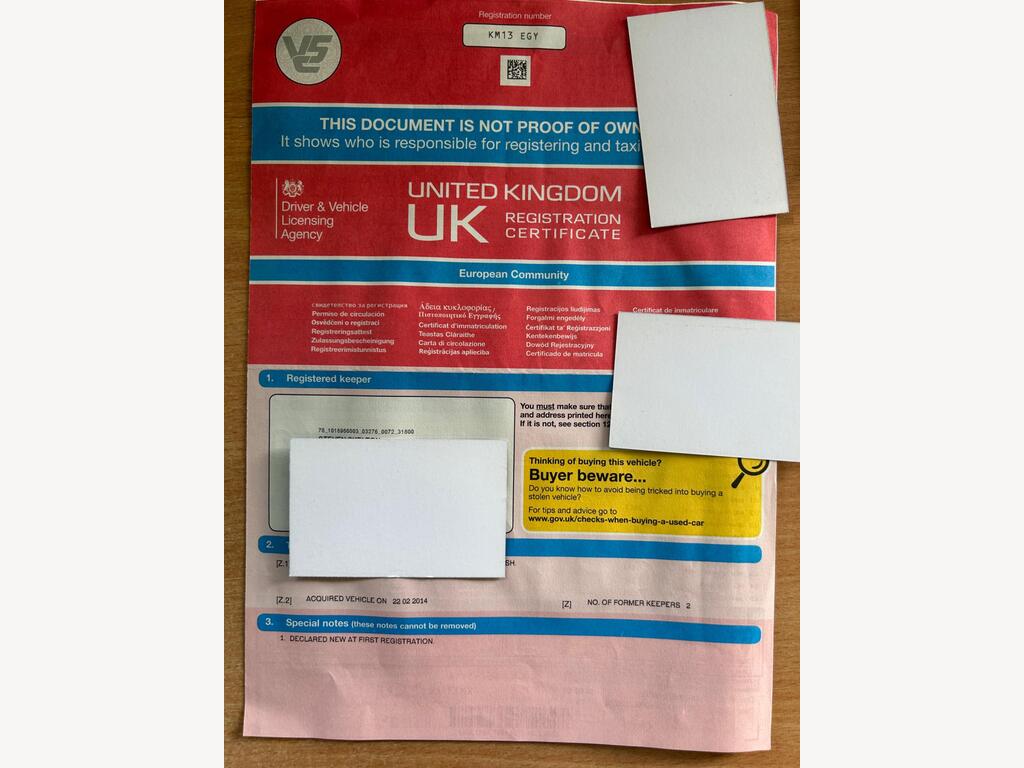 V5C
Registration number
KM13 EGY
THIS DOCUMENT IS NOT PROOF OF OWN
It shows who is responsible for registering and taxi
Driver & Vehicle
Licensing
Agency
UNITED KINGDOM
UK REGISTRATION
CERTIFICATE
European Community
свидетелство за регистрация
Permiso de circulación
Osvědčení o registraci
Registreringsattest
Zulassungsbescheinigung
Registreerimistunnistus
Άδεια κυκλοφορίας/
Πιστοποιητικό Εγγραφής
Certificat d'immatriculation
Teastas Cláraithe
Carta di circolazione
Reģistrācijas apliecība
Registracijos liudijimas
Forgalmi engedély
Ċertifikat ta' Reġistrazzjoni
Kentekenbewijs
Dowód Rejestracyjny
Certificado de matrícula
Certificat de inmatriculare
1. Registered keeper
78_1018966003_03276_0072_31800
You must make sure that
and address printed here
If it is not, see section 12
Thinking of buying this vehicle?
Buyer beware...
Do you know how to avoid being tricked into buying a
stolen vehicle?
For tips and advice go to
www.gov.uk/checks-when-buying-a-used-car
2.
[Z.1
SH.
[Z.2] ACQUIRED VEHICLE ON 22 02 2014
[Z] NO. OF FORMER KEEPERS 2
3. Special notes (these notes cannot be removed)
1. DECLARED NEW AT FIRST REGISTRATION.